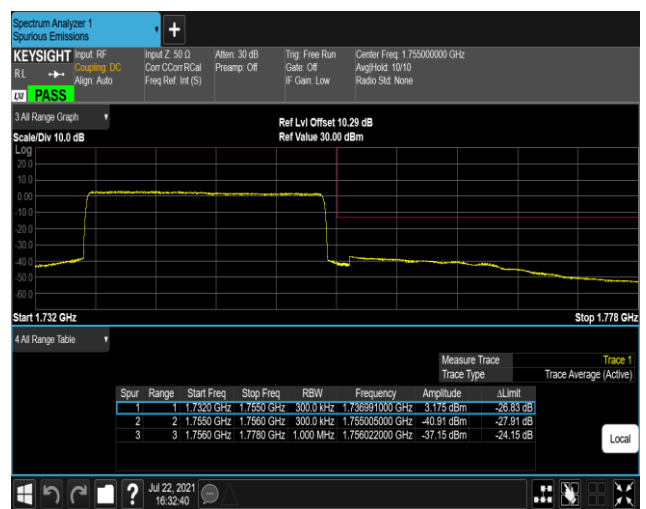 Spectrum Analyzer 1
Spurious Emissions
+
KEYSIGHT Input: RF Input Z: 50 Ω Atten: 30 dB Trig: Free Run Center Freq: 1.755000000 GHz
RL Coupling: DC Corr CCorr RCal Preamp: Off Gate: Off Avg|Hold: 10/10
Align: Auto Freq Ref: Int (S) IF Gain: Low Radio Std: None
LXI PASS
3 All Range Graph
Ref Lvl Offset 10.29 dB
Scale/Div 10.0 dB Ref Value 30.00 dBm
Log
20.0
10.0
0.00
-10.0
-20.0
-30.0
-40.0
-50.0
-60.0
Start 1.732 GHz Stop 1.778 GHz
4 All Range Table
Measure Trace Trace 1
Trace Type Trace Average (Active)
Spur Range Start Freq Stop Freq RBW Frequency Amplitude ΔLimit
1 1 1.7320 GHz 1.7550 GHz 300.0 kHz 1.736991000 GHz 3.175 dBm -26.83 dB
2 2 1.7550 GHz 1.7560 GHz 300.0 kHz 1.755005000 GHz -40.91 dBm -27.91 dB
3 3 1.7560 GHz 1.7780 GHz 1.000 MHz 1.756022000 GHz -37.15 dBm -24.15 dB
Local
? Jul 22, 2021
16:32:40